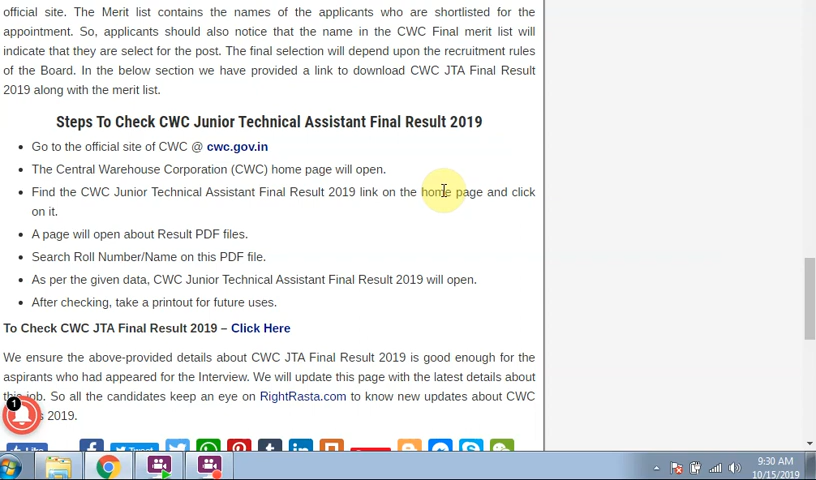 official site. The Merit list contains the names of the applicants who are shortlisted for the
appointment. So, applicants should also notice that the name in the CWC Final merit list will
indicate that they are select for the post. The final selection will depend upon the recruitment rules
of the Board. In the below section we have provided a link to download CWC JTA Final Result
2019 along with the merit list.
Steps To Check CWC Junior Technical Assistant Final Result 2019
Go to the official site of CWC @ cwc.gov.in
The Central Warehouse Corporation (CWC) home page will open.
Find the CWC Junior Technical Assistant Final Result 2019 link on the home page and click
on it.
A page will open about Result PDF files.
Search Roll Number/Name on this PDF file.
As per the given data, CWC Junior Technical Assistant Final Result 2019 will open.
After checking, take a printout for future uses.
To Check CWC JTA Final Result 2019 – Click Here
We ensure the above-provided details about CWC JTA Final Result 2019 is good enough for the
aspirants who had appeared for the Interview. We will update this page with the latest details about
job. So all the candidates keep an eye on RightRasta.com to know new updates about CWC
2019.
1
Like
Tweet
9:30 AM
10/15/2019